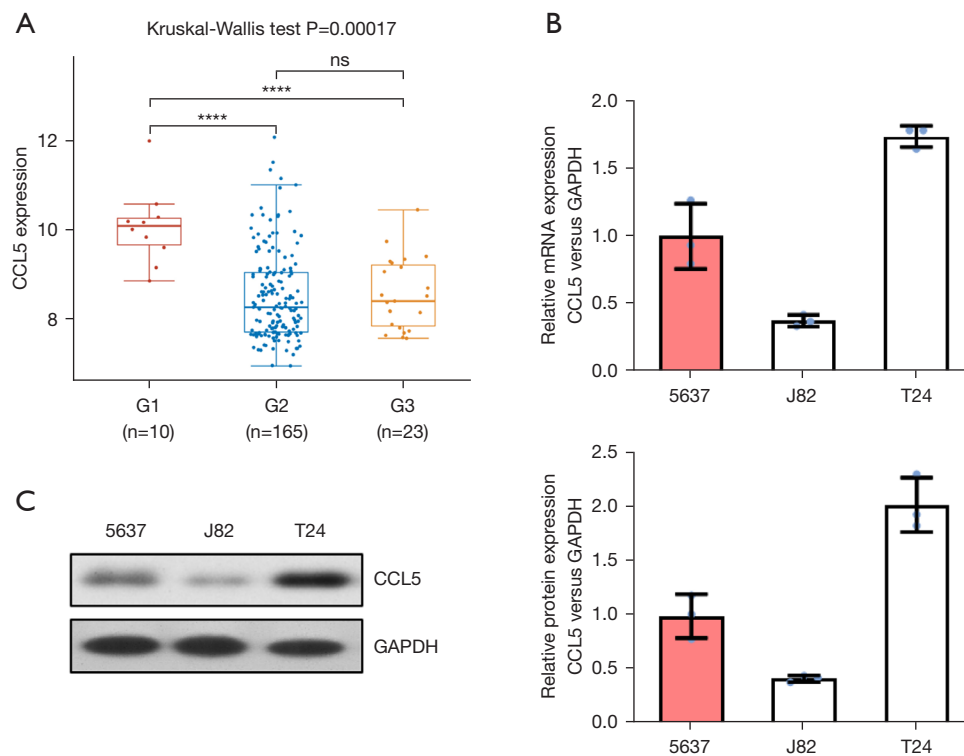 A
Kruskal-Wallis test P=0.00017
ns
****
****
CCL5 expression
12
10
8
G1
G2
G3
(n=10)
(n=165)
(n=23)
B
Relative mRNA expression
CCL5 versus GAPDH
2.0
1.5
1.0
0.5
0.0
5637
J82
T24
Relative protein expression
CCL5 versus GAPDH
2.5
2.0
1.5
1.0
0.5
0.0
5637
J82
T24
C
5637
J82
T24
CCL5
GAPDH